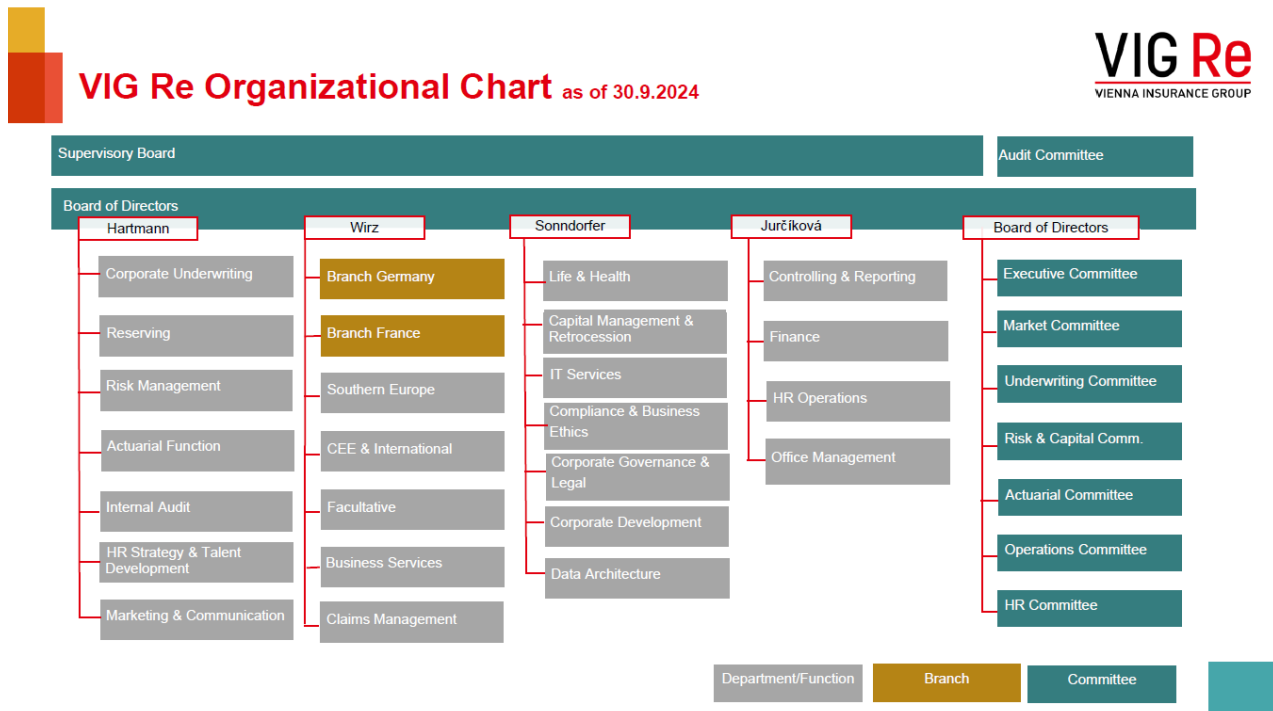 VIG Re Organizational Chart as of 30.9.2024
VIG Re
VIENNA INSURANCE GROUP
Supervisory Board
Audit Committee
Board of Directors
Hartmann
Corporate Underwriting
Reserving
Risk Management
Actuarial Function
Internal Audit
HR Strategy & Talent
Development
Marketing & Communication
Wirz
Branch Germany
Branch France
Southern Europe
CEE & International
Facultative
Business Services
Claims Management
Sonndorfer
Life & Health
Capital Management &
Retrocession
IT Services
Compliance & Business
Ethics
Corporate Governance &
Legal
Corporate Development
Data Architecture
Jurčíková
Controlling & Reporting
Finance
HR Operations
Office Management
Board of Directors
Executive Committee
Market Committee
Underwriting Committee
Risk & Capital Comm.
Actuarial Committee
Operations Committee
HR Committee
Department/Function
Branch
Committee